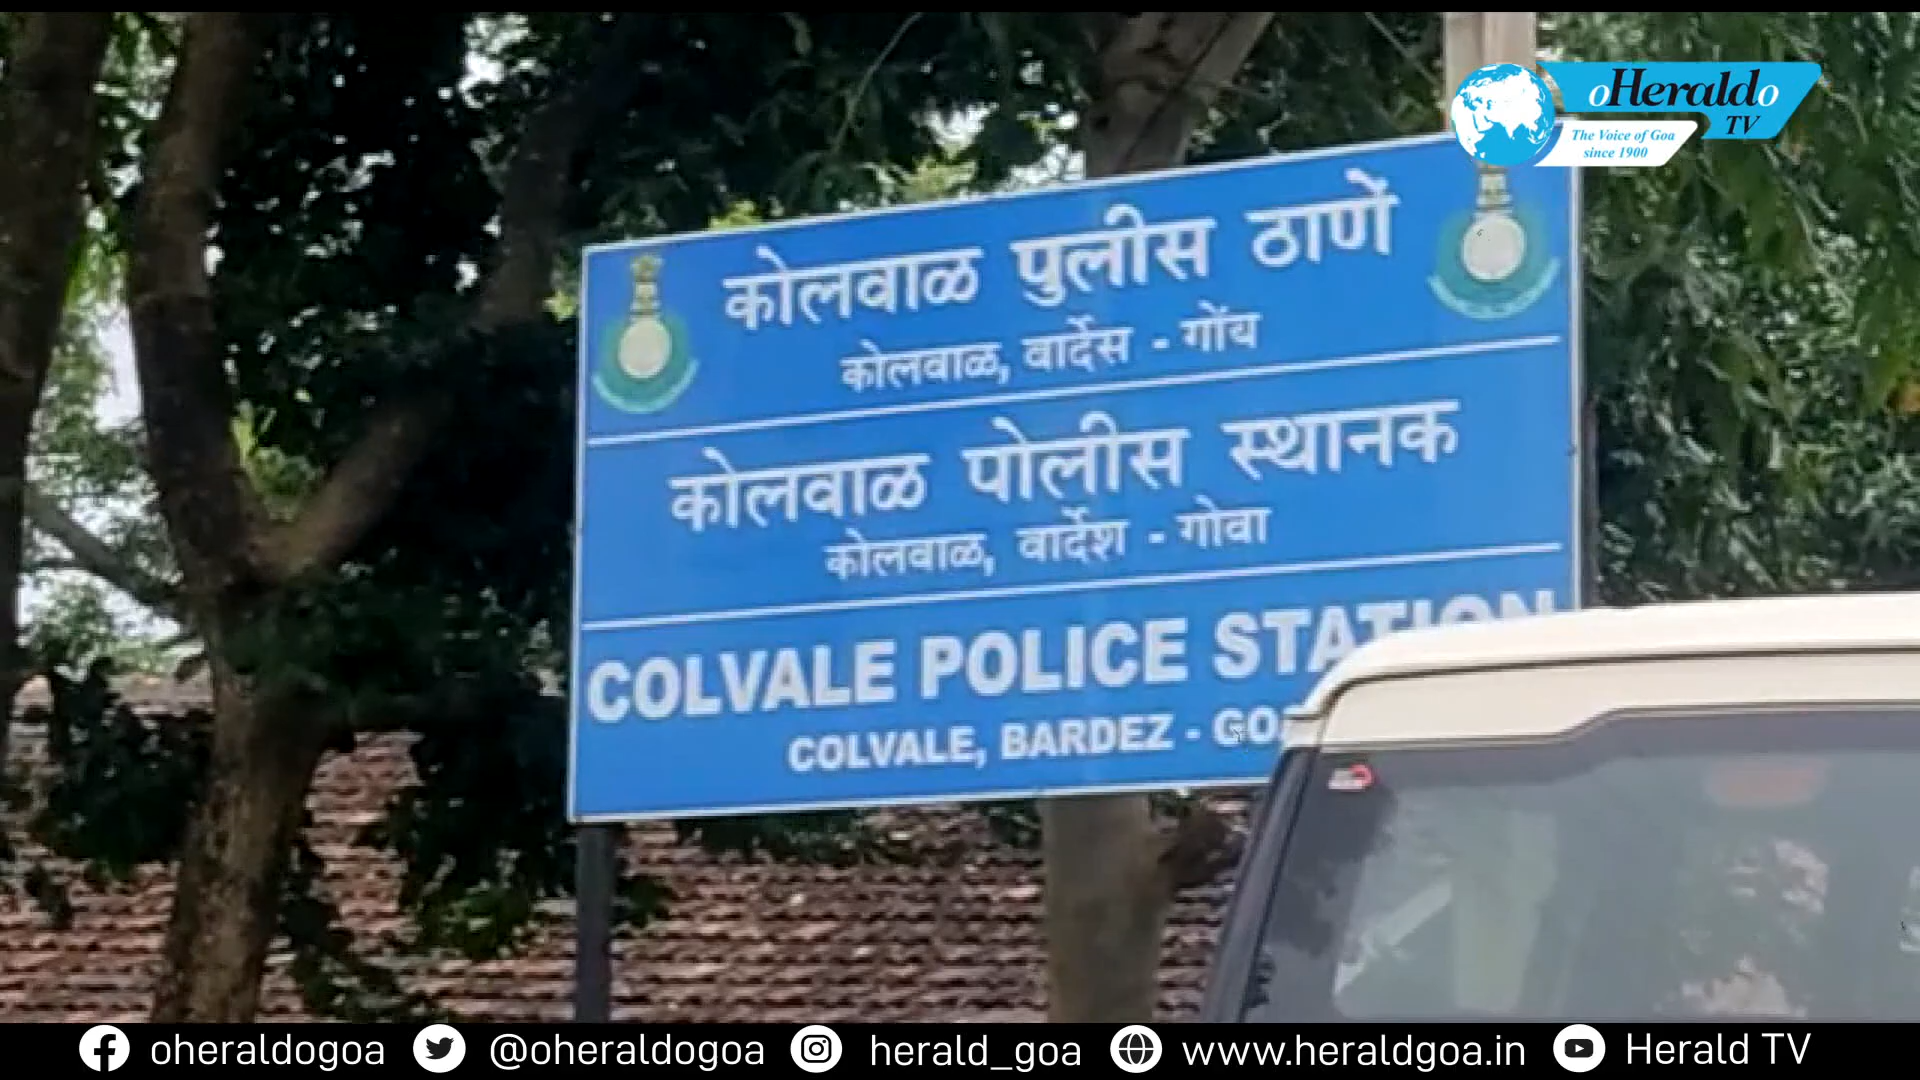 oHeraldo
TV
The Voice of Goa
since 1900
कोलवाळ पुलीस ठाणें
कोलवाळ, वार्देस - गोंय
कोलवाळ पोलीस स्थानक
कोलवाळ, वार्देश - गोवा
COLVALE POLICE STATION
COLVALE, BARDEZ - GOA
oheraldogoa @oheraldogoa herald_goa www.heraldgoa.in Herald TV